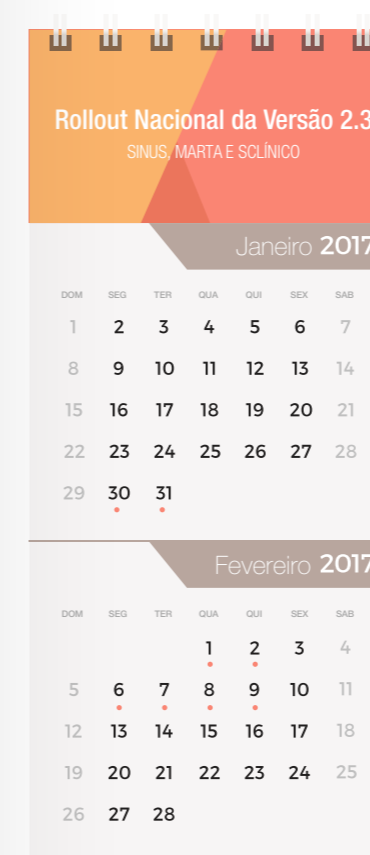 Rollout Nacional da Versão 2.3
SINUS, MARTA E SCLÍNICO
Janeiro 2017
DOM SEG TER QUA QUI SEX SAB
1 2 3 4 5 6 7
8 9 10 11 12 13 14
15 16 17 18 19 20 21
22 23 24 25 26 27 28
29 30 31
Fevereiro 2017
DOM SEG TER QUA QUI SEX SAB
1 2 3 4
5 6 7 8 9 10 11
12 13 14 15 16 17 18
19 20 21 22 23 24 25
26 27 28